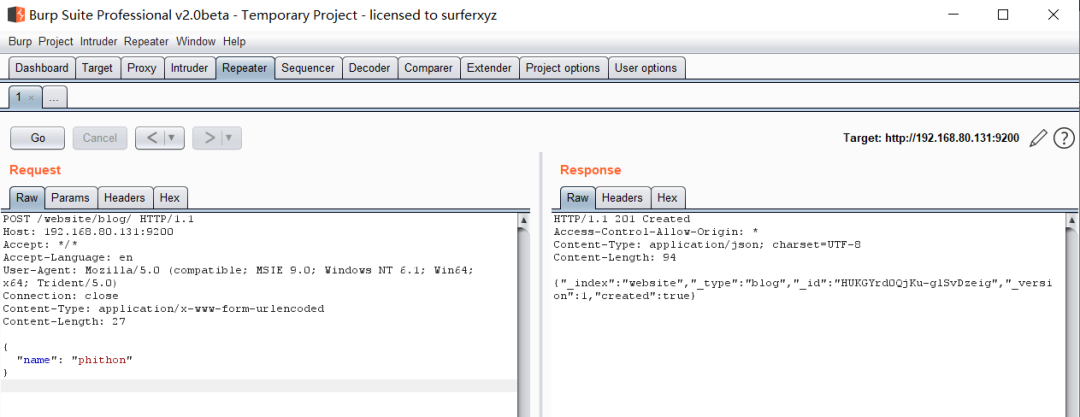 Burp Suite Professional v2.0beta - Temporary Project - licensed to surferxyz
Burp Project Intruder Repeater Window Help
Dashboard Target Proxy Intruder Repeater Sequencer Decoder Comparer Extender Project options User options
1 × ...
Go Cancel < > Target: http://192.168.80.131:9200 ?
Request
Raw Params Headers Hex
POST /website/blog/ HTTP/1.1
Host: 192.168.80.131:9200
Accept: */*
Accept-Language: en
User-Agent: Mozilla/5.0 (compatible; MSIE 9.0; Windows NT 6.1; Win64;
x64; Trident/5.0)
Connection: close
Content-Type: application/x-www-form-urlencoded
Content-Length: 27
{
"name": "phithon"
}
Response
Raw Headers Hex
HTTP/1.1 201 Created
Access-Control-Allow-Origin: *
Content-Type: application/json; charset=UTF-8
Content-Length: 94
{"_index":"website","_type":"blog","_id":"HUKGYrdOQjKu-glSvDzeig","_versi
on":1,"created":true}